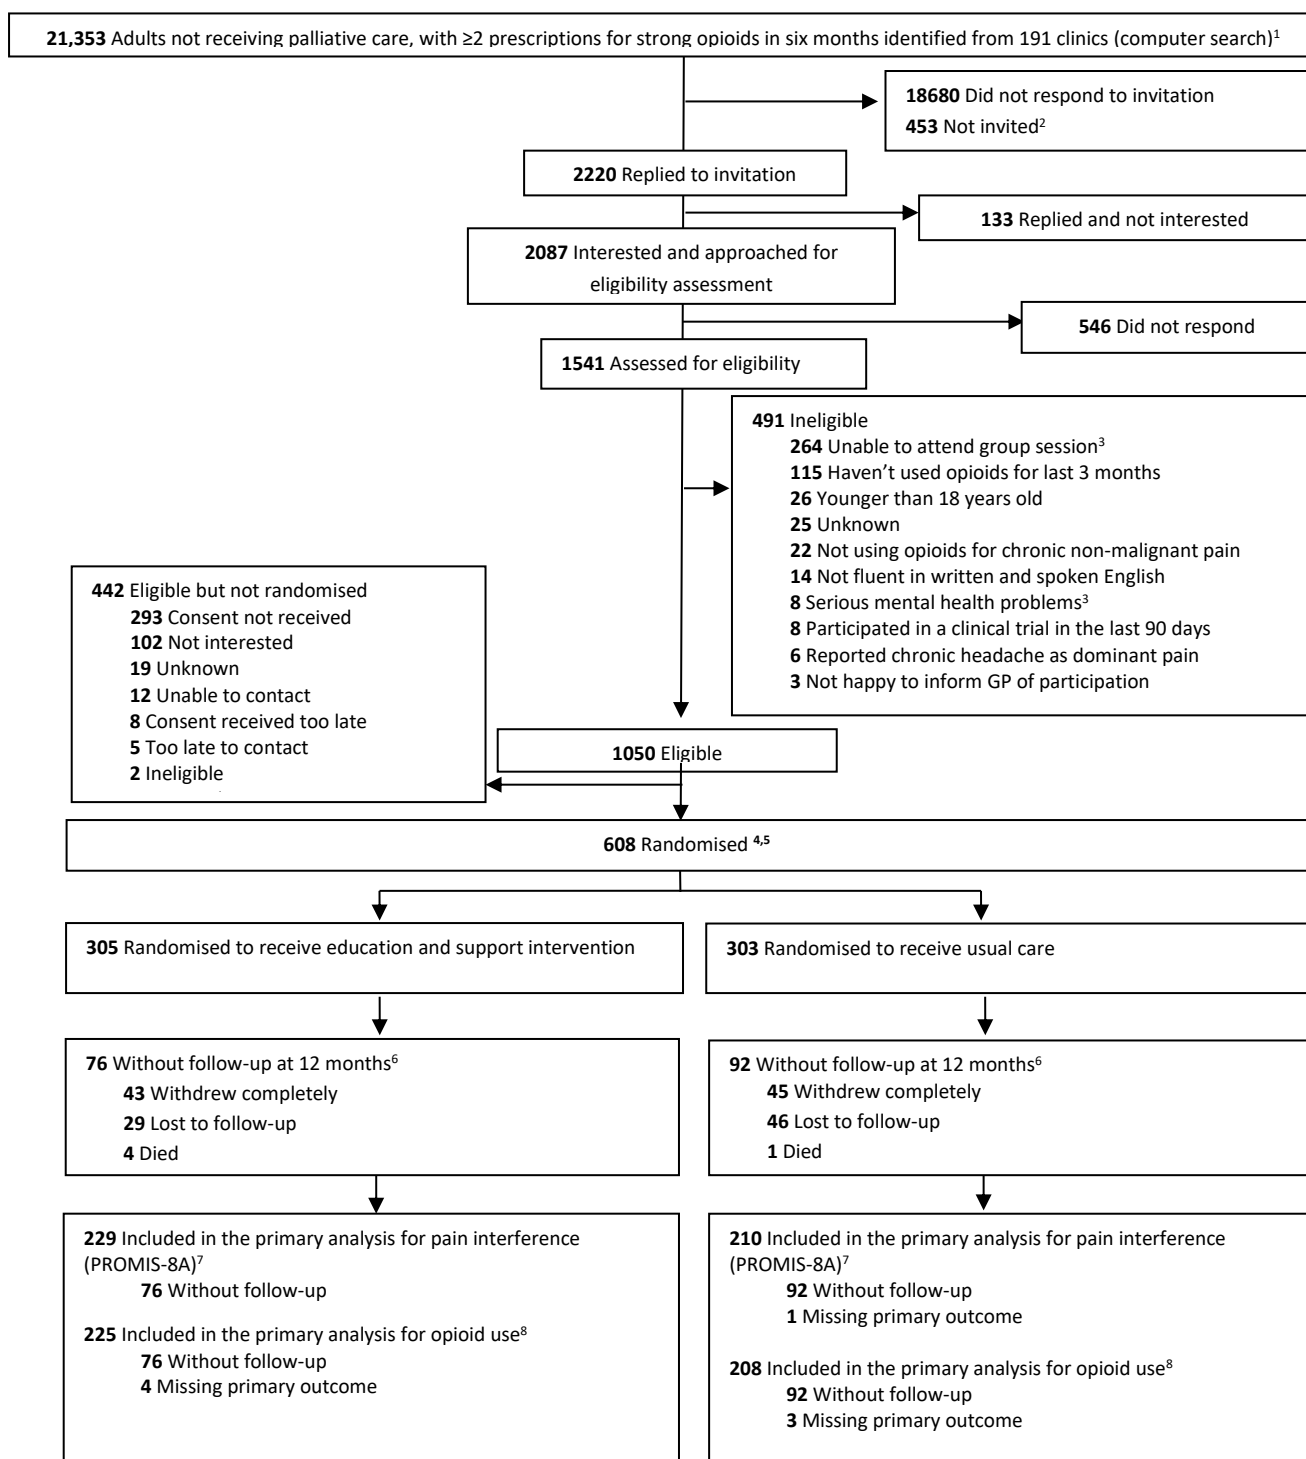 21,353 Adults not receiving palliative care, with ≥2 prescriptions for strong opioids in six months identified from 191 clinics (computer search)1
18680 Did not respond to invitation
453 Not invited2
2220 Replied to invitation
133 Replied and not interested
2087 Interested and approached for
eligibility assessment
546 Did not respond
1541 Assessed for eligibility
491 Ineligible
264 Unable to attend group session3
115 Haven’t used opioids for last 3 months
26 Younger than 18 years old
25 Unknown
22 Not using opioids for chronic non-malignant pain
14 Not fluent in written and spoken English
8 Serious mental health problems3
8 Participated in a clinical trial in the last 90 days
6 Reported chronic headache as dominant pain
3 Not happy to inform GP of participation
442 Eligible but not randomised
293 Consent not received
102 Not interested
19 Unknown
12 Unable to contact
8 Consent received too late
5 Too late to contact
2 Ineligible
1050 Eligible
608 Randomised 4,5
305 Randomised to receive education and support intervention
303 Randomised to receive usual care
76 Without follow-up at 12 months6
43 Withdrew completely
29 Lost to follow-up
4 Died
92 Without follow-up at 12 months6
45 Withdrew completely
46 Lost to follow-up
1 Died
229 Included in the primary analysis for pain interference
(PROMIS-8A)7
76 Without follow-up
225 Included in the primary analysis for opioid use8
76 Without follow-up
4 Missing primary outcome
210 Included in the primary analysis for pain interference
(PROMIS-8A)7
92 Without follow-up
1 Missing primary outcome
208 Included in the primary analysis for opioid use8
92 Without follow-up
3 Missing primary outcome